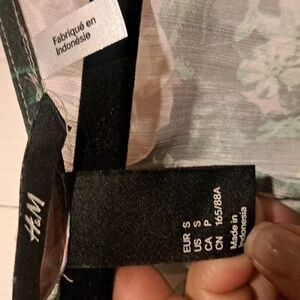 Fabriqué en
Indonésie
H&M
EUR S
US S
CA P
CN 165/88A
Made in
Indonesia